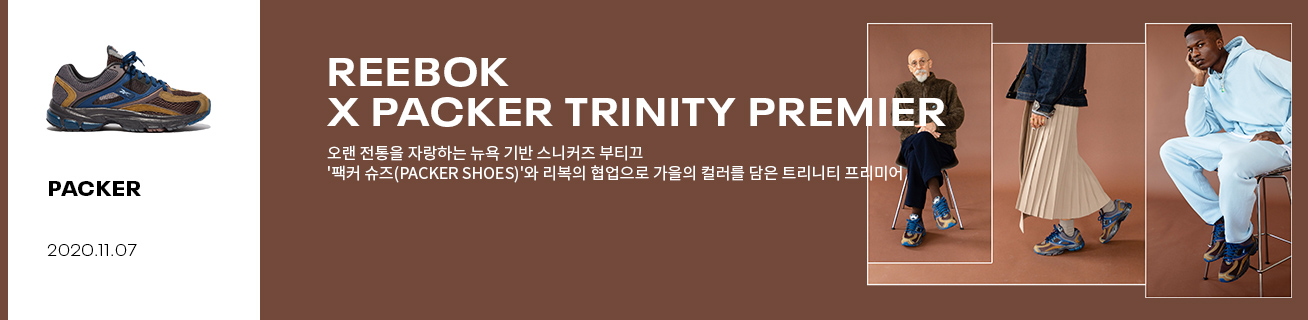 PACKER
2020.11.07
REEBOK
X PACKER TRINITY PREMIER
오랜 전통을 자랑하는 뉴욕 기반 스니커즈 부티끄
'팩커 슈즈(PACKER SHOES)'와 리복의 협업으로 가을의 컬러를 담은 트리니티 프리미어